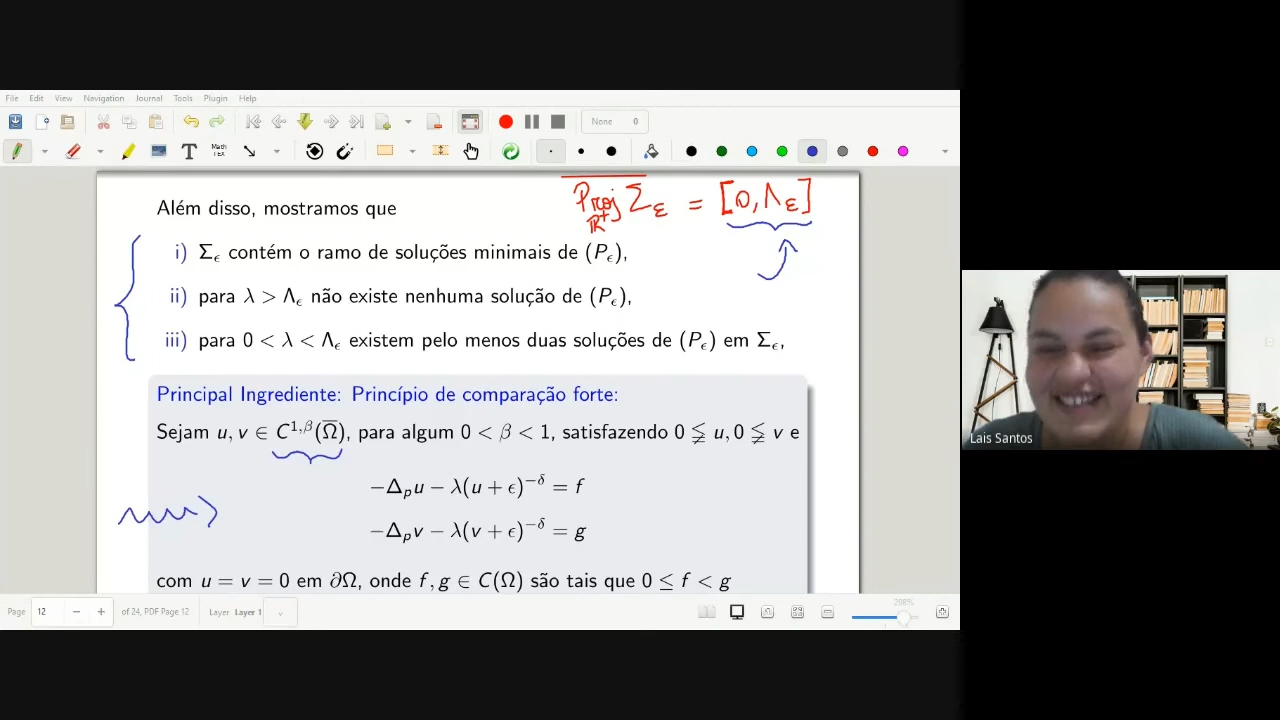 File Edit View Navigation Journal Tools Plugin Help
None 0
T Math TEX
Além disso, mostramos que
Proj ℝ⁺ Σ_ε = [0, Λ_ε]
i) Σ_ϵ contém o ramo de soluções minimais de (P_ϵ),
ii) para λ > Λ_ϵ não existe nenhuma solução de (P_ϵ),
iii) para 0 < λ < Λ_ϵ existem pelo menos duas soluções de (P_ϵ) em Σ_ϵ,
Principal Ingrediente: Princípio de comparação forte:
Sejam u, v ∈ C^{1,β}(Ω̅), para algum 0 < β < 1, satisfazendo 0 ≨ u, 0 ≨ v e
−Δ_p u − λ(u + ϵ)^{−δ} = f
−Δ_p v − λ(v + ϵ)^{−δ} = g
com u = v = 0 em ∂Ω, onde f, g ∈ C(Ω) são tais que 0 ≤ f < g
Page 12 − + of 24, PDF Page 12 Layer Layer 1 298%
Lais Santos